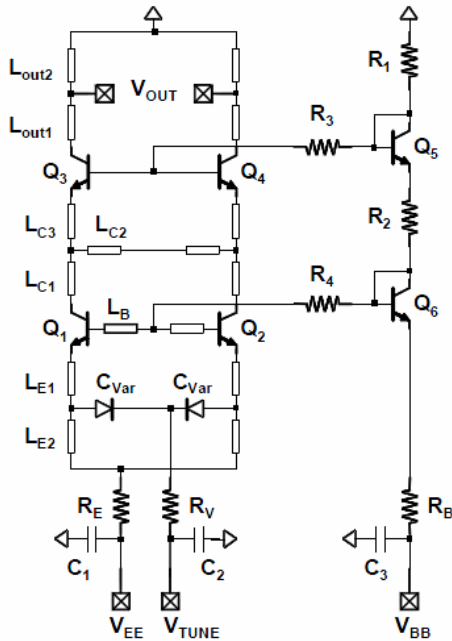 R1
Lout2
VOUT
Lout1
R3
Q3
Q4
Q5
LC3
LC2
R2
LC1
R4
LB
Q1
Q2
Q6
LE1
CVar
CVar
LE2
RE
RV
RB
C1
C2
C3
VEE
VTUNE
VBB